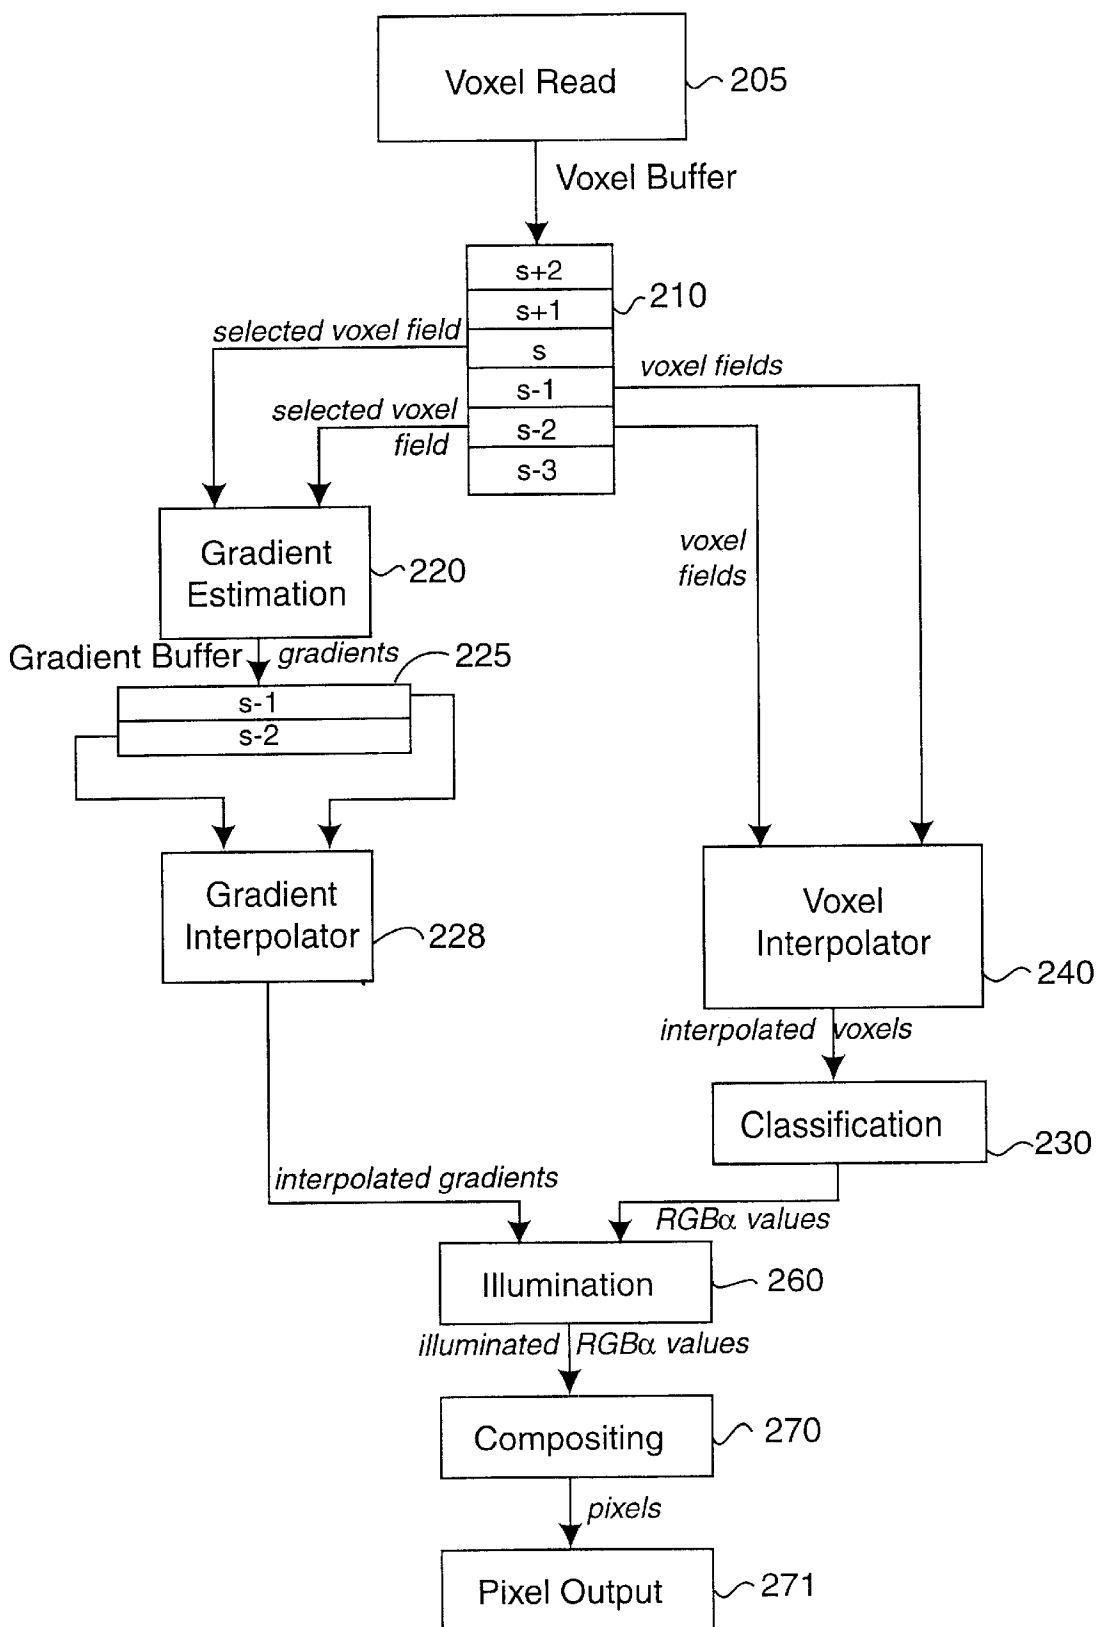 Voxel Read
205
Voxel Buffer
s+2
210
s+1
selected voxel field
s
voxel fields
s-1
selected voxel
field
s-2
s-3
voxel
fields
Gradient
Estimation
220
Gradient Buffer
gradients
225
s-1
s-2
Gradient
Interpolator
228
Voxel
Interpolator
240
interpolated voxels
Classification
230
interpolated gradients
RGBα values
Illumination
260
illuminated RGBα values
Compositing
270
pixels
Pixel Output
271